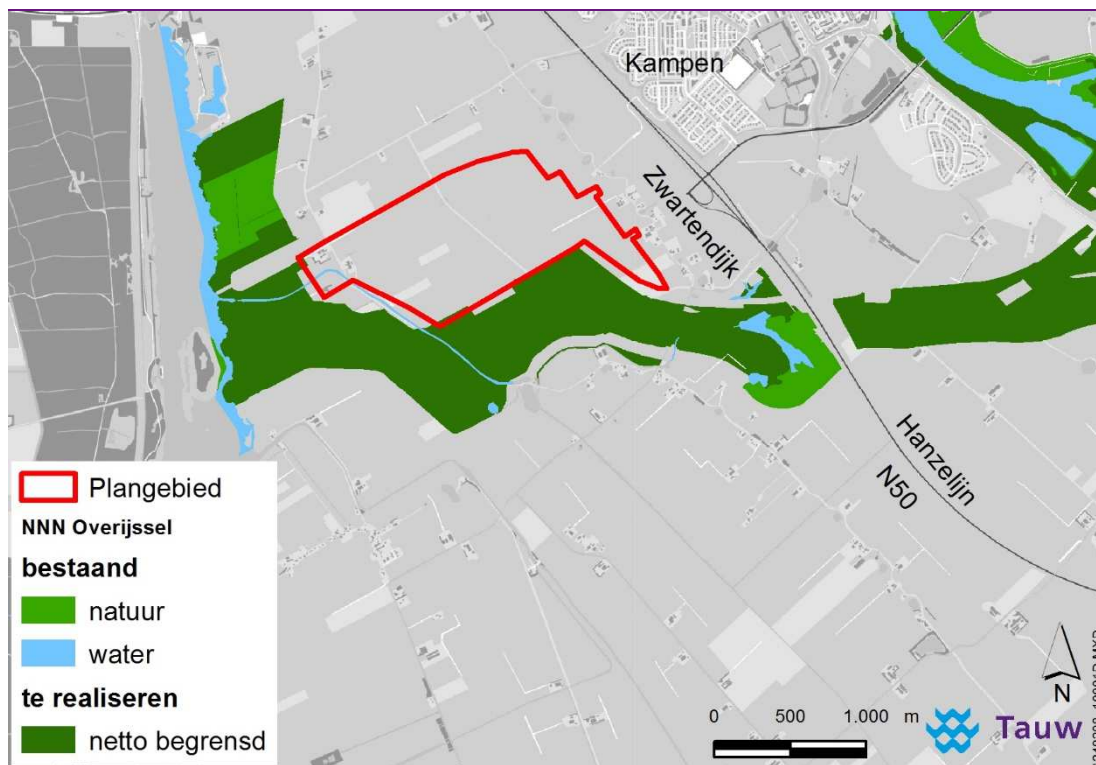 Kampen
Zwartendijk
Hanzelijn
N50
Plangebied
NNN Overijssel
bestaand
natuur
water
te realiseren
netto begrensd
0 500 1.000 m
N
Tauw